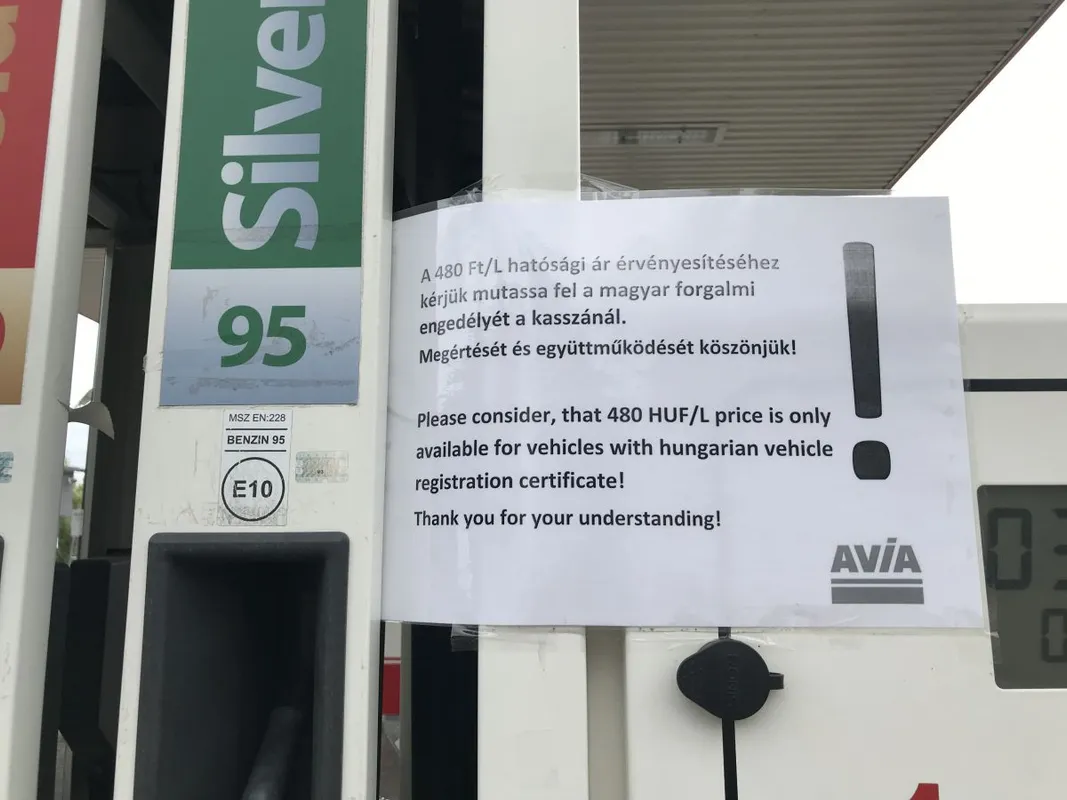 Silver
95
MSZ EN:228
BENZIN 95
E10
A 480 Ft/L hatósági ár érvényesítéséhez
kérjük mutassa fel a magyar forgalmi
engedélyét a kasszánál.
Megértését és együttműködését köszönjük!
Please consider, that 480 HUF/L price is only
available for vehicles with hungarian vehicle
registration certificate!
Thank you for your understanding!
!
AVIA